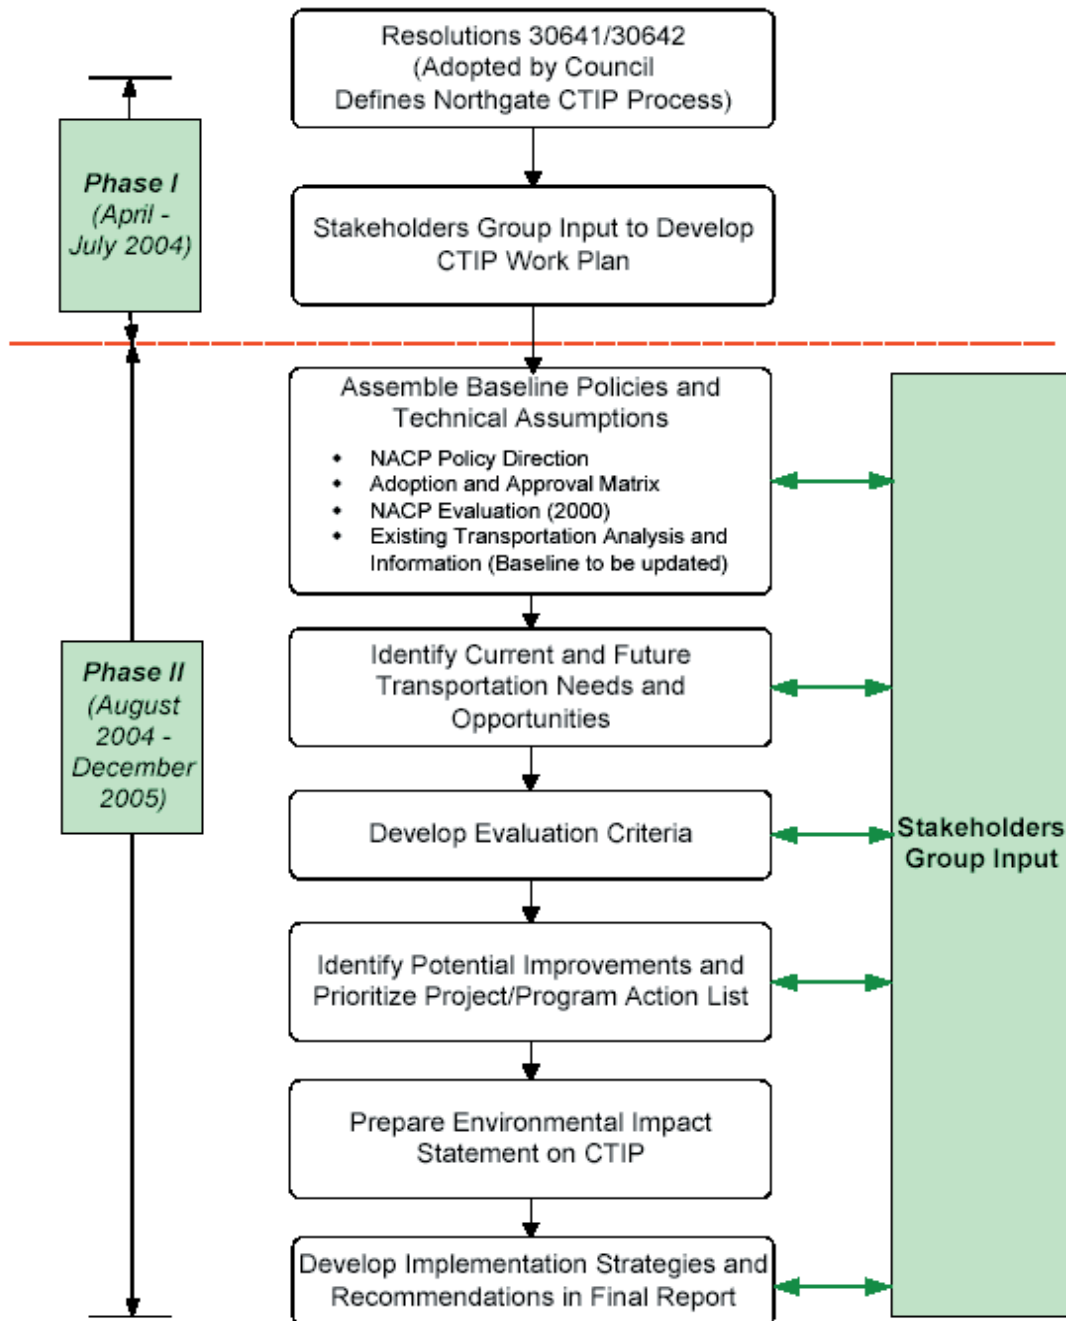 Resolutions 30641/30642
(Adopted by Council
Defines Northgate CTIP Process)
Phase I
(April -
July 2004)
Stakeholders Group Input to Develop
CTIP Work Plan
Assemble Baseline Policies and
Technical Assumptions
♦ NACP Policy Direction
♦ Adoption and Approval Matrix
♦ NACP Evaluation (2000)
♦ Existing Transportation Analysis and
Information (Baseline to be updated)
Phase II
(August
2004 -
December
2005)
Identify Current and Future
Transportation Needs and
Opportunities
Develop Evaluation Criteria
Stakeholders
Group Input
Identify Potential Improvements and
Prioritize Project/Program Action List
Prepare Environmental Impact
Statement on CTIP
Develop Implementation Strategies and
Recommendations in Final Report